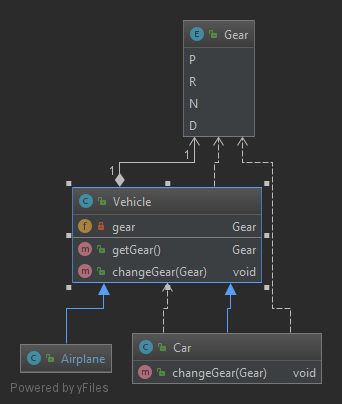 E Gear
P
R
N
D
1
1
C Vehicle
f gear Gear
m getGear() Gear
m changeGear(Gear) void
C Airplane
C Car
m changeGear(Gear) void
Powered by yFiles